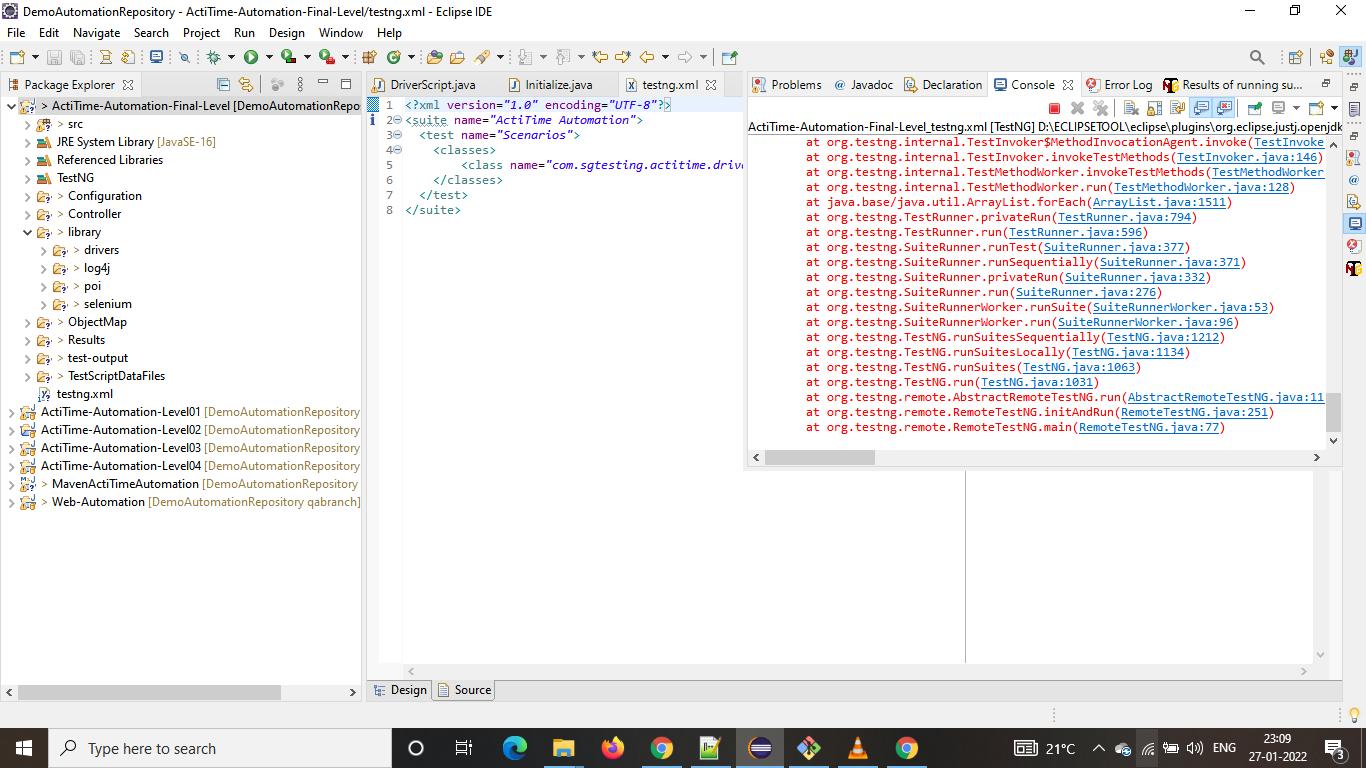 DemoAutomationRepository - ActiTime-Automation-Final-Level/testng.xml - Eclipse IDE
File Edit Navigate Search Project Run Design Window Help
Package Explorer
> ActiTime-Automation-Final-Level [DemoAutomationRepo
> src
JRE System Library [JavaSE-16]
Referenced Libraries
TestNG
> Configuration
> Controller
> library
> drivers
> log4j
> poi
> selenium
> ObjectMap
> Results
> test-output
> TestScriptDataFiles
testng.xml
ActiTime-Automation-Level01 [DemoAutomationRepository
ActiTime-Automation-Level02 [DemoAutomationRepository
ActiTime-Automation-Level03 [DemoAutomationRepository
ActiTime-Automation-Level04 [DemoAutomationRepository
> MavenActiTimeAutomation [DemoAutomationRepository
> Web-Automation [DemoAutomationRepository qabranch]
DriverScript.java Initialize.java testng.xml
1 <?xml version="1.0" encoding="UTF-8"?>
2 <suite name="ActiTime Automation">
3 <test name="Scenarios">
4 <classes>
5 <class name="com.sgtesting.actitime.drive
6 </classes>
7 </test>
8 </suite>
Design Source
Problems @ Javadoc Declaration Console Error Log Results of running su...
ActiTime-Automation-Final-Level_testng.xml [TestNG] D:\ECLIPSETOOL\eclipse\plugins\org.eclipse.justj.openjdk
at org.testng.internal.TestInvoker$MethodInvocationAgent.invoke(TestInvoke
at org.testng.internal.TestInvoker.invokeTestMethods(TestInvoker.java:146)
at org.testng.internal.TestMethodWorker.invokeTestMethods(TestMethodWorker
at org.testng.internal.TestMethodWorker.run(TestMethodWorker.java:128)
at java.base/java.util.ArrayList.forEach(ArrayList.java:1511)
at org.testng.TestRunner.privateRun(TestRunner.java:794)
at org.testng.TestRunner.run(TestRunner.java:596)
at org.testng.SuiteRunner.runTest(SuiteRunner.java:377)
at org.testng.SuiteRunner.runSequentially(SuiteRunner.java:371)
at org.testng.SuiteRunner.privateRun(SuiteRunner.java:332)
at org.testng.SuiteRunner.run(SuiteRunner.java:276)
at org.testng.SuiteRunnerWorker.runSuite(SuiteRunnerWorker.java:53)
at org.testng.SuiteRunnerWorker.run(SuiteRunnerWorker.java:96)
at org.testng.TestNG.runSuitesSequentially(TestNG.java:1212)
at org.testng.TestNG.runSuitesLocally(TestNG.java:1134)
at org.testng.TestNG.runSuites(TestNG.java:1063)
at org.testng.TestNG.run(TestNG.java:1031)
at org.testng.remote.AbstractRemoteTestNG.run(AbstractRemoteTestNG.java:11
at org.testng.remote.RemoteTestNG.initAndRun(RemoteTestNG.java:251)
at org.testng.remote.RemoteTestNG.main(RemoteTestNG.java:77)
Type here to search
21°C
ENG
23:09
27-01-2022
3